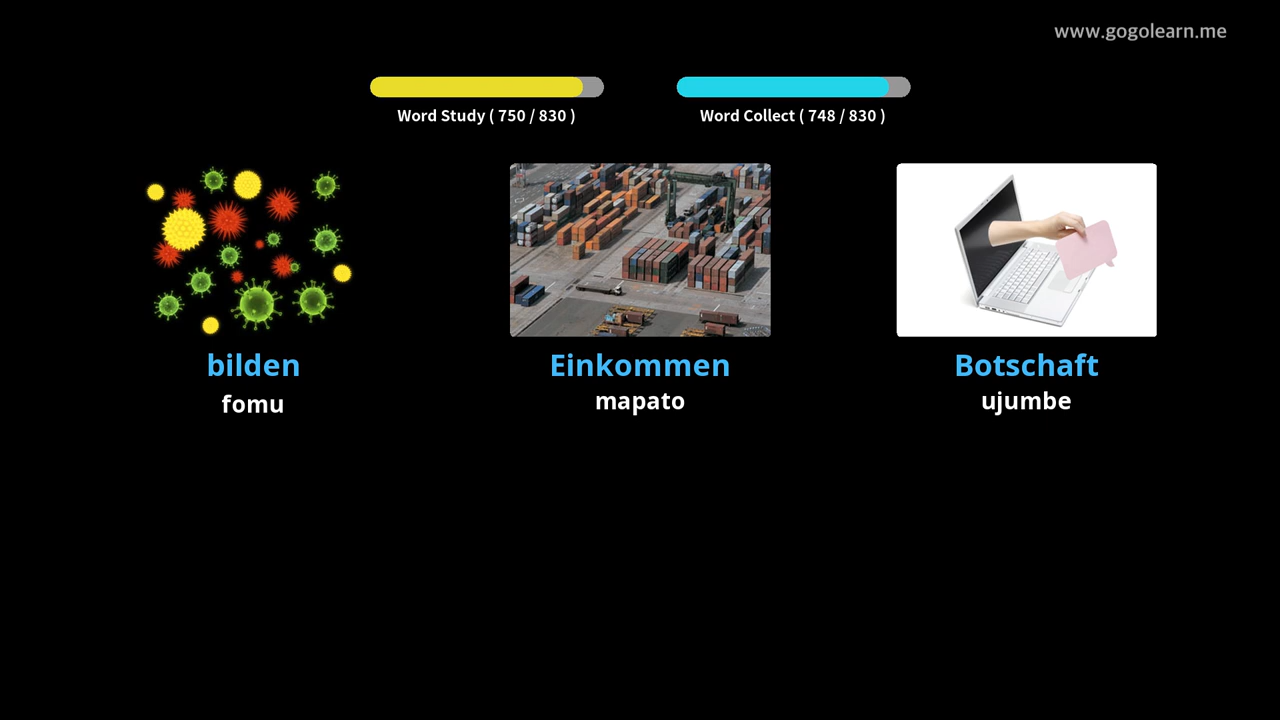 www.gogolearn.me
Word Study ( 750 / 830 )
Word Collect ( 748 / 830 )
bilden
fomu
Einkommen
mapato
Botschaft
ujumbe